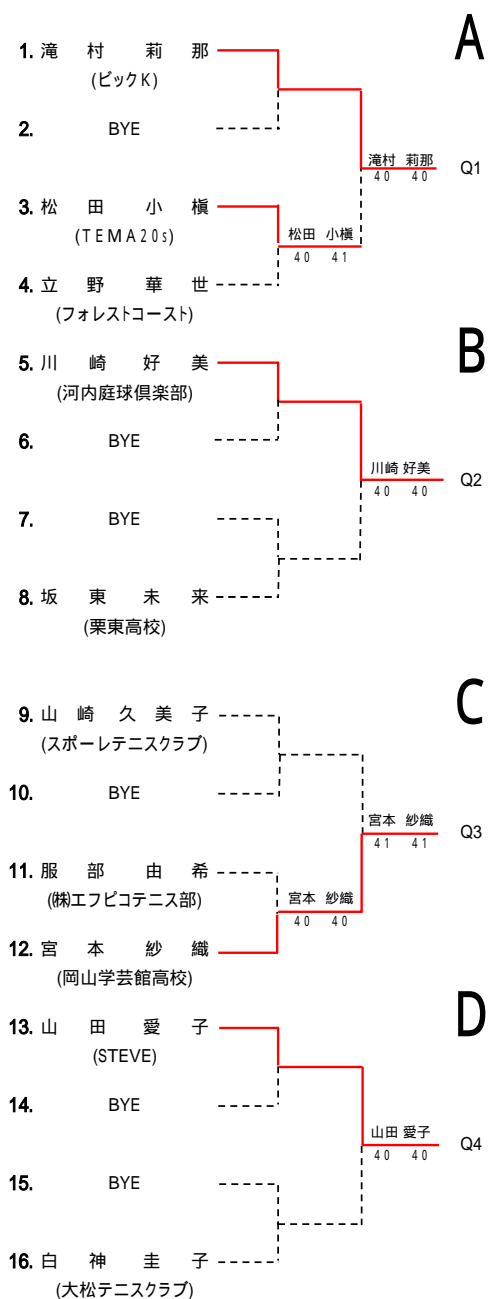 A
1. 滝村莉那
(ビックK)
2. BYE
滝村 莉那
40 40
Q1
3. 松田小槇
(TEMA20s)
松田 小槇
40 41
4. 立野華世
(フォレストコースト)
B
5. 川崎好美
(河内庭球倶楽部)
6. BYE
川崎 好美
40 40
Q2
7. BYE
8. 坂東未来
(栗東高校)
C
9. 山崎久美子
(スポーレテニスクラブ)
10. BYE
宮本 紗織
41 41
Q3
11. 服部由希
(㈱エフピコテニス部)
宮本 紗織
40 40
12. 宮本紗織
(岡山学芸館高校)
D
13. 山田愛子
(STEVE)
14. BYE
山田 愛子
40 40
Q4
15. BYE
16. 白神圭子
(大松テニスクラブ)